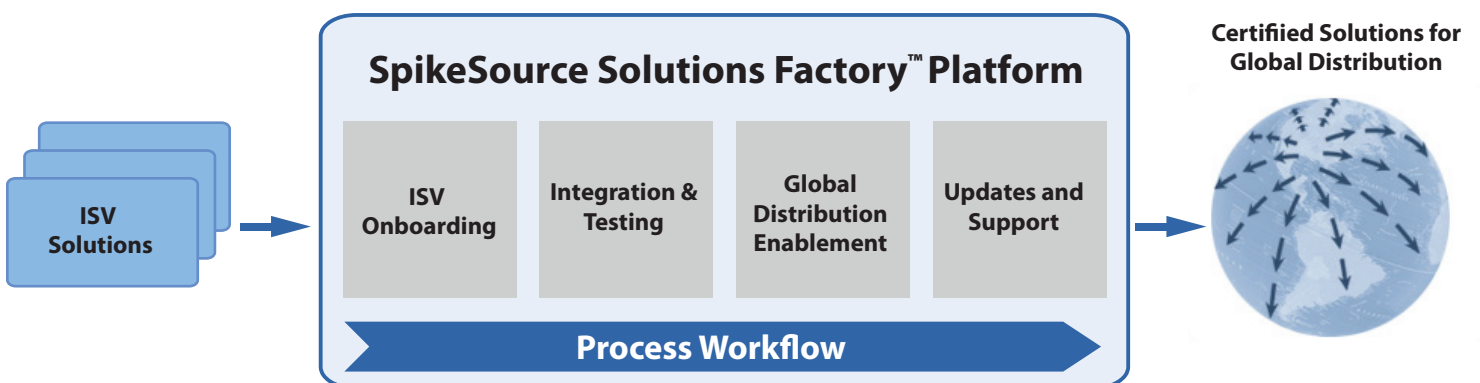 ISV
Solutions
SpikeSource Solutions Factory™ Platform
ISV
Onboarding
Integration &
Testing
Global
Distribution
Enablement
Updates and
Support
Process Workflow
Certifiied Solutions for
Global Distribution